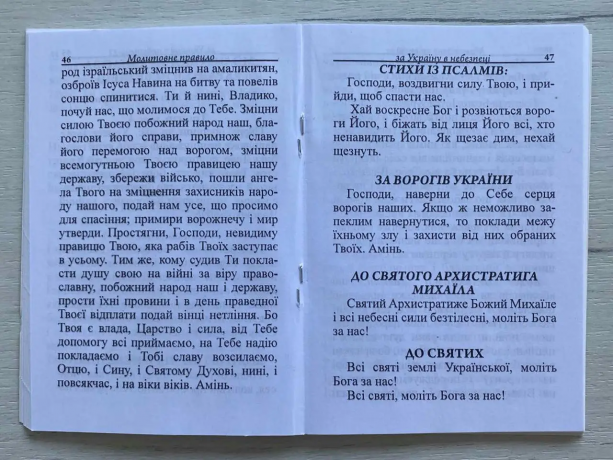 46 Молитовне правило
род ізраїльський зміцнив на амаликитян,
озброїв Ісуса Навина на битву та повелів
сонцю спинитися. Ти й нині, Владико,
почуй нас, що молимося до Тебе. Зміцни
силою Твоєю побожний народ наш, бла-
гослови його справи, примнож славу
його перемогою над ворогом, зміцни
всемогутньою Твоєю правицею нашу
державу, збережи військо, пошли анге-
ла Твого на зміцнення захисників наро-
ду нашого, подай нам усе, що просимо
для спасіння; примири ворожнечу і мир
утверди. Простягни, Господи, невидиму
правицю Твою, яка рабів Твоїх заступає
в усьому. Тим же, кому судив Ти покла-
сти душу свою на війні за віру право-
славну, побожний народ наш і державу,
прости їхні провини і в день праведної
Твоєї відплати подай вінці нетління. Бо
Твоя є влада, Царство і сила, від Тебе
допомогу всі приймаємо, на Тебе надію
покладаємо і Тобі славу возсилаємо,
Отцю, і Сину, і Святому Духові, нині, і
повсякчас, і на віки віків. Амінь.
за Україну в небезпеці 47
СТИХИ ІЗ ПСАЛМІВ:
Господи, воздвигни силу Твою, і при-
йди, щоб спасти нас.
Хай воскресне Бог і розвіються воро-
ги Його, і біжать від лиця Його всі, хто
ненавидить Його. Як щезає дим, нехай
щезнуть.
ЗА ВОРОГІВ УКРАЇНИ
Господи, наверни до Себе серця
ворогів наших. Якщо ж неможливо за-
пеклим навернутися, то поклади межу
їхньому злу і захисти від них обраних
Твоїх. Амінь.
ДО СВЯТОГО АРХИСТРАТИГА
МИХАЇЛА
Святий Архистратиже Божий Михаїле
і всі небесні сили безтілесні, моліть Бога
за нас!
ДО СВЯТИХ
Всі святі землі Української, моліть
Бога за нас!
Всі святі, моліть Бога за нас!